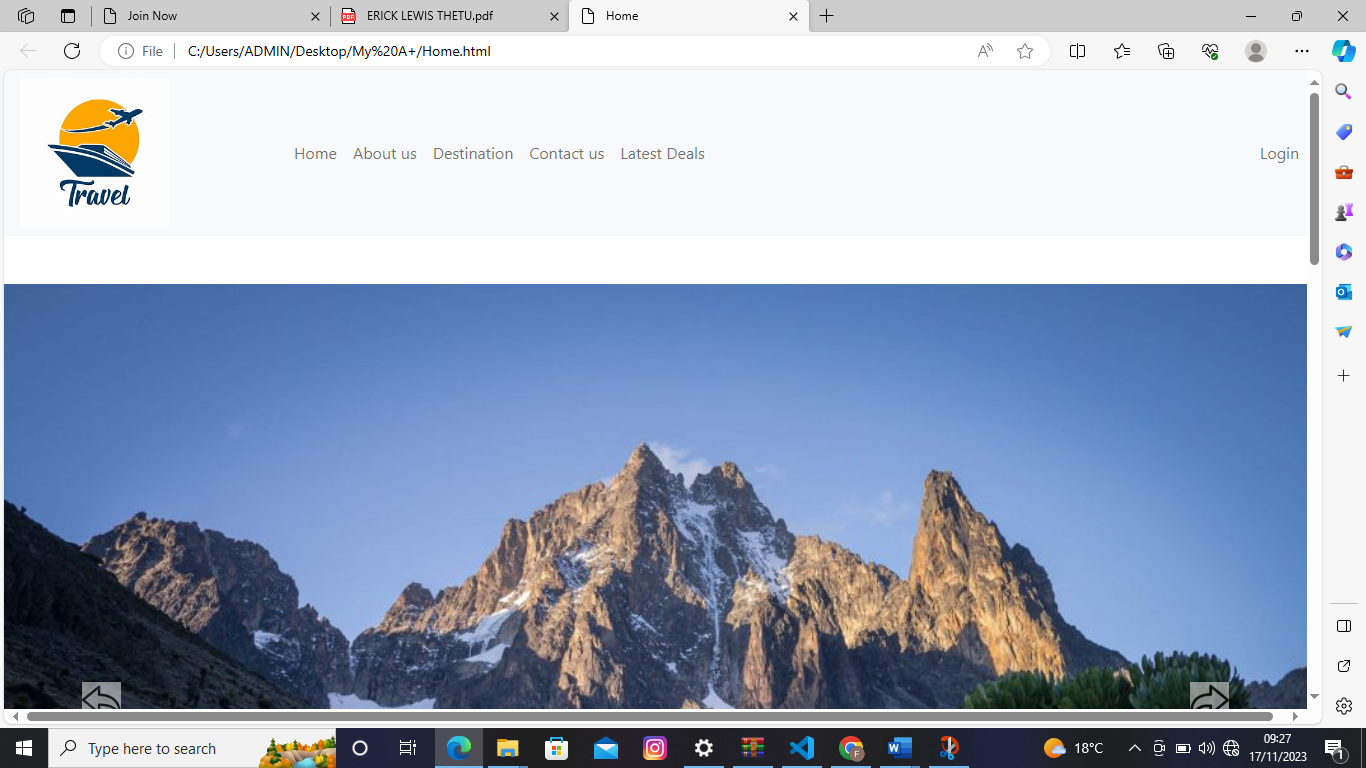 Join Now
ERICK LEWIS THETU.pdf
Home
File
C:/Users/ADMIN/Desktop/My%20A+/Home.html
Travel
Home About us Destination Contact us Latest Deals Login
Type here to search
18°C
09:27
17/11/2023
1